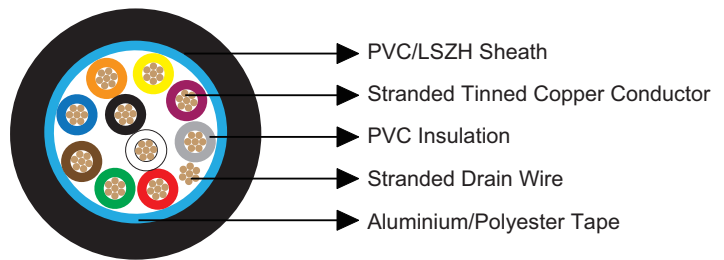 PVC/LSZH Sheath
Stranded Tinned Copper Conductor
PVC Insulation
Stranded Drain Wire
Aluminium/Polyester Tape